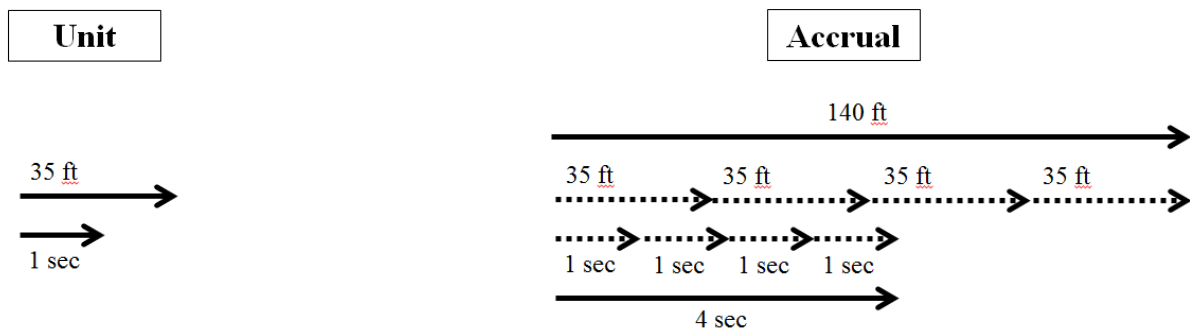 Unit
Accrual
140 ft
35 ft
35 ft 35 ft 35 ft 35 ft
1 sec
1 sec 1 sec 1 sec 1 sec
4 sec